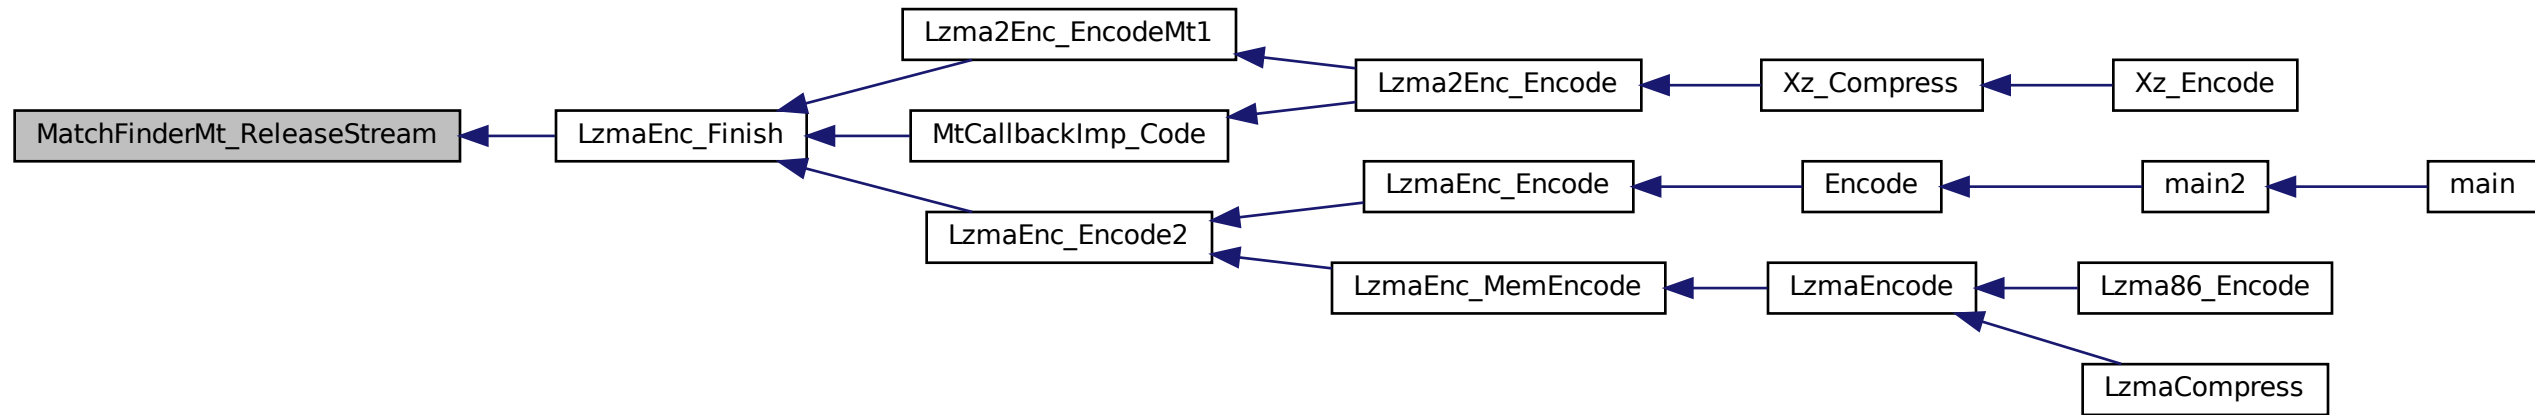 Lzma2Enc_EncodeMt1
Lzma2Enc_Encode
Xz_Compress
Xz_Encode
MatchFinderMt_ReleaseStream
LzmaEnc_Finish
MtCallbackImp_Code
LzmaEnc_Encode
Encode
main2
main
LzmaEnc_Encode2
LzmaEnc_MemEncode
LzmaEncode
Lzma86_Encode
LzmaCompress